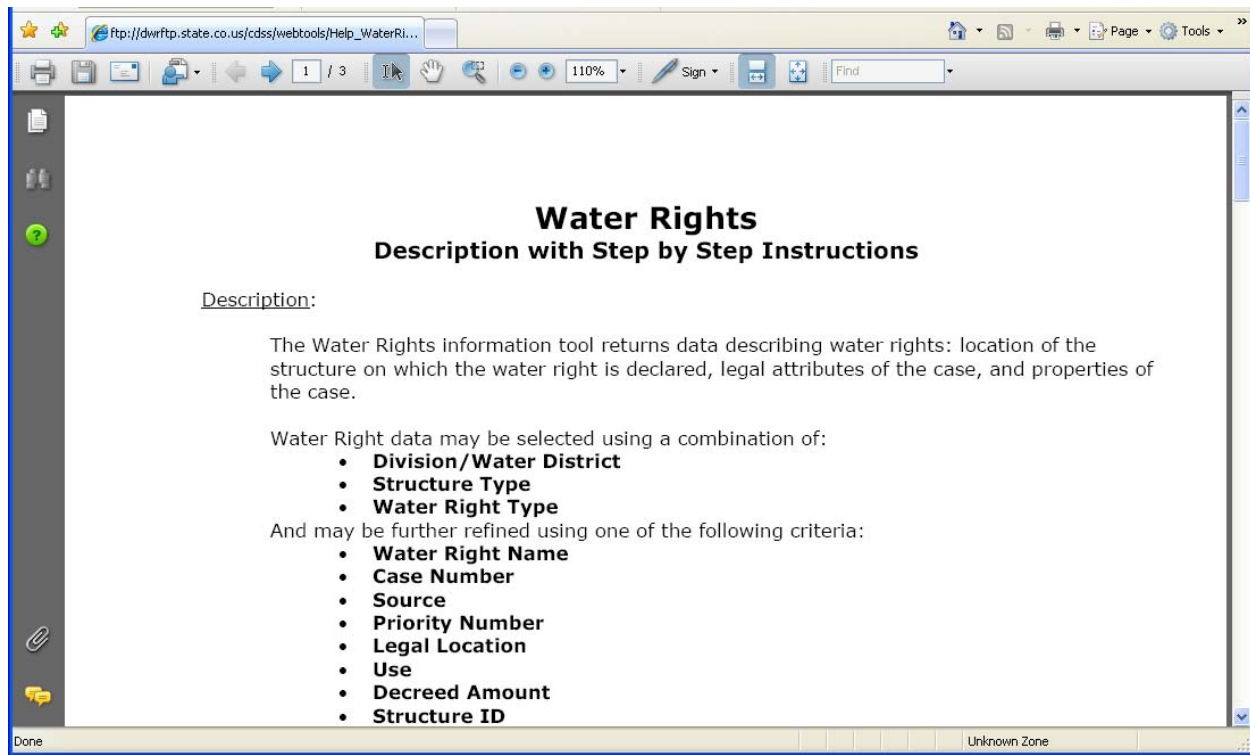 ftp://dwrftp.state.co.us/cdss/webtools/Help_WaterRi...
Page
Tools
»
1 / 3
110%
Sign
Find
Water Rights
Description with Step by Step Instructions
Description:
The Water Rights information tool returns data describing water rights: location of the
structure on which the water right is declared, legal attributes of the case, and properties of
the case.
Water Right data may be selected using a combination of:
• Division/Water District
• Structure Type
• Water Right Type
And may be further refined using one of the following criteria:
• Water Right Name
• Case Number
• Source
• Priority Number
• Legal Location
• Use
• Decreed Amount
• Structure ID
Done
Unknown Zone